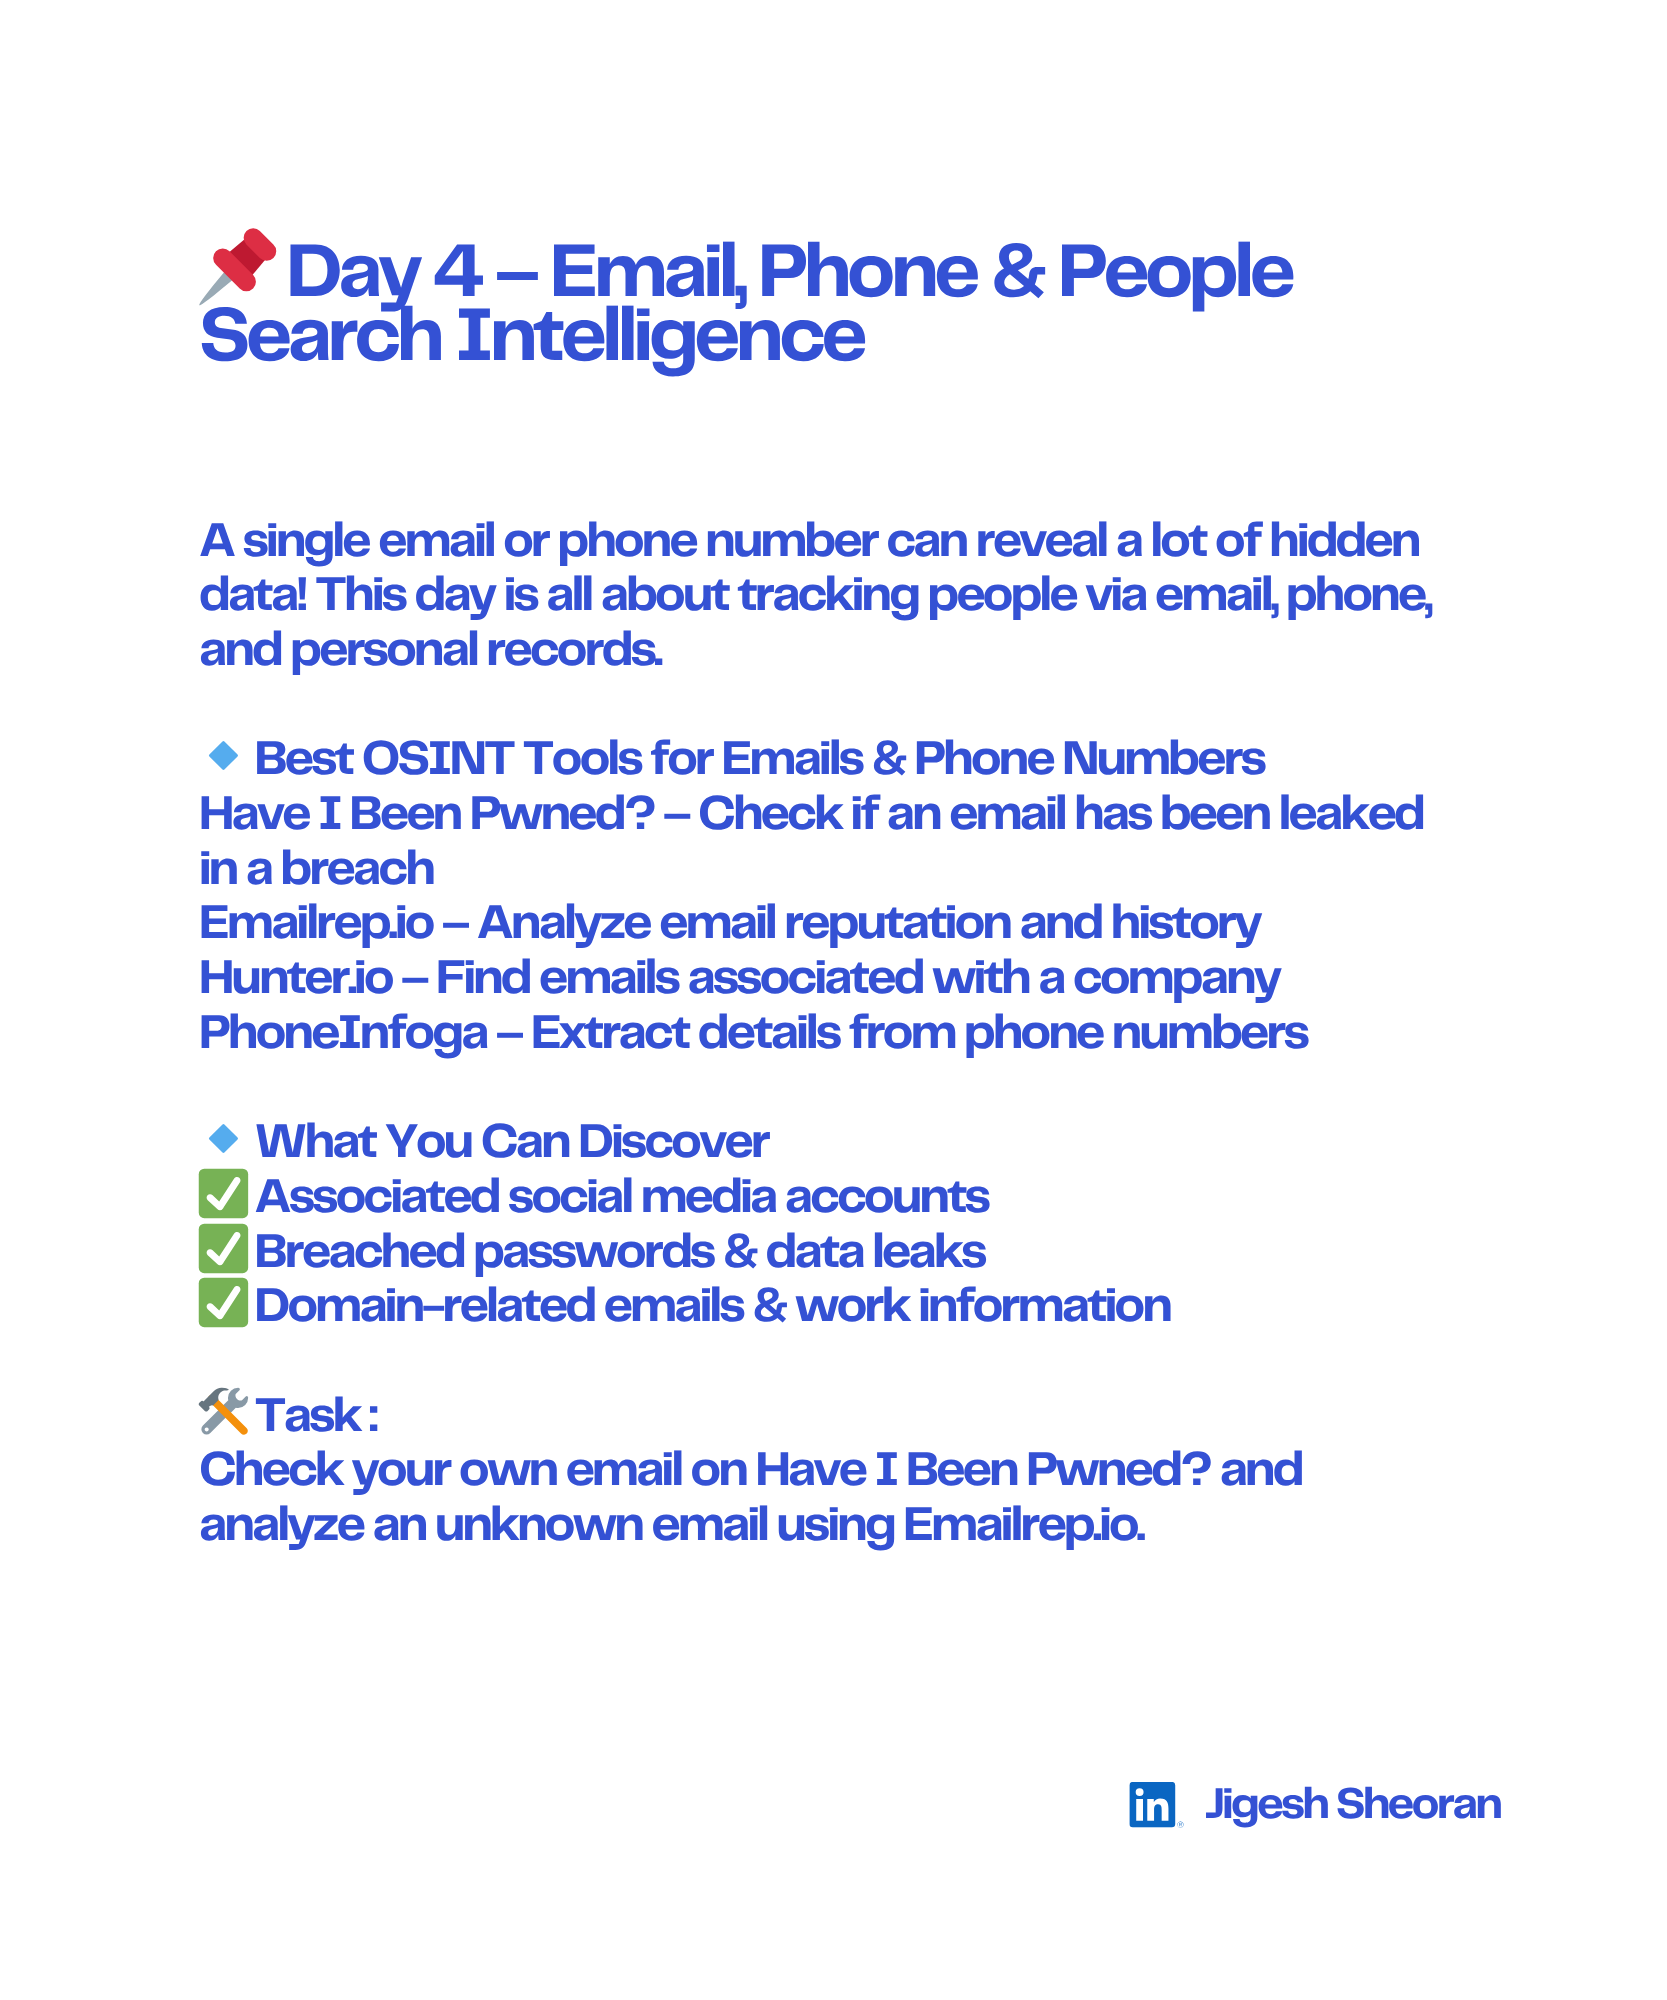 📌 Day 4 – Email, Phone & People
Search Intelligence
A single email or phone number can reveal a lot of hidden
data! This day is all about tracking people via email, phone,
and personal records.
🔹 Best OSINT Tools for Emails & Phone Numbers
Have I Been Pwned? – Check if an email has been leaked
in a breach
Emailrep.io – Analyze email reputation and history
Hunter.io – Find emails associated with a company
PhoneInfoga – Extract details from phone numbers
🔹 What You Can Discover
✅ Associated social media accounts
✅ Breached passwords & data leaks
✅ Domain-related emails & work information
🛠 Task :
Check your own email on Have I Been Pwned? and
analyze an unknown email using Emailrep.io.
in Jigesh Sheoran